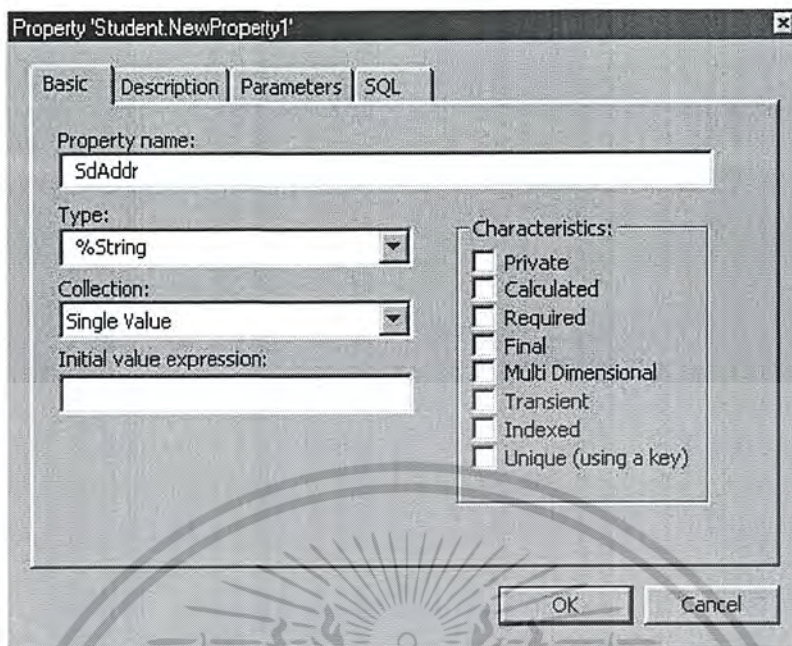 Property 'Student.NewProperty1'
Basic
Description
Parameters
SQL
Property name:
SdAddr
Type:
%String
Collection:
Single Value
Initial value expression:
Characteristics:
Private
Calculated
Required
Final
Multi Dimensional
Transient
Indexed
Unique (using a key)
OK
Cancel